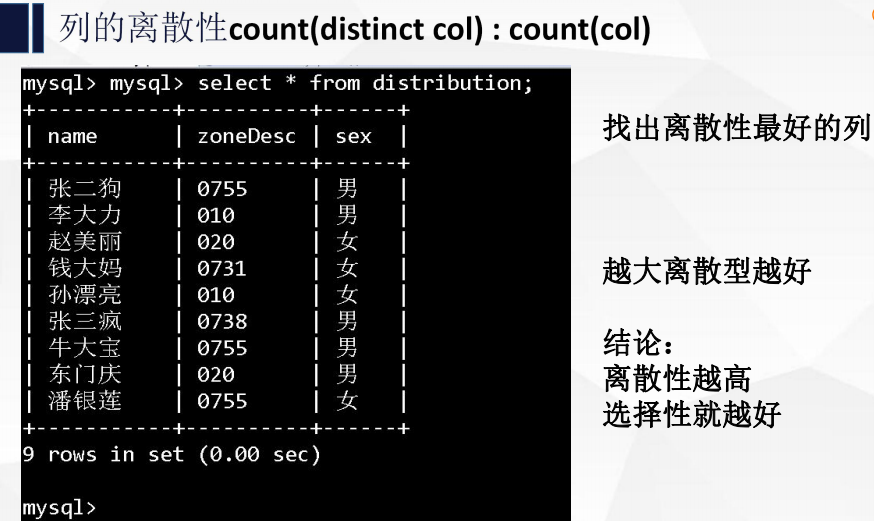 列的离散性count(distinct col) : count(col)
mysql> mysql> select * from distribution;
+-----------+----------+------+
| name | zoneDesc | sex |
+-----------+----------+------+
| 张二狗 | 0755 | 男 |
| 李大力 | 010 | 男 |
| 赵美丽 | 020 | 女 |
| 钱大妈 | 0731 | 女 |
| 孙漂亮 | 010 | 女 |
| 张三疯 | 0738 | 男 |
| 牛大宝 | 0755 | 男 |
| 东门庆 | 020 | 男 |
| 潘银莲 | 0755 | 女 |
+-----------+----------+------+
9 rows in set (0.00 sec)
mysql>
找出离散性最好的列
越大离散型越好
结论：
离散性越高
选择性就越好